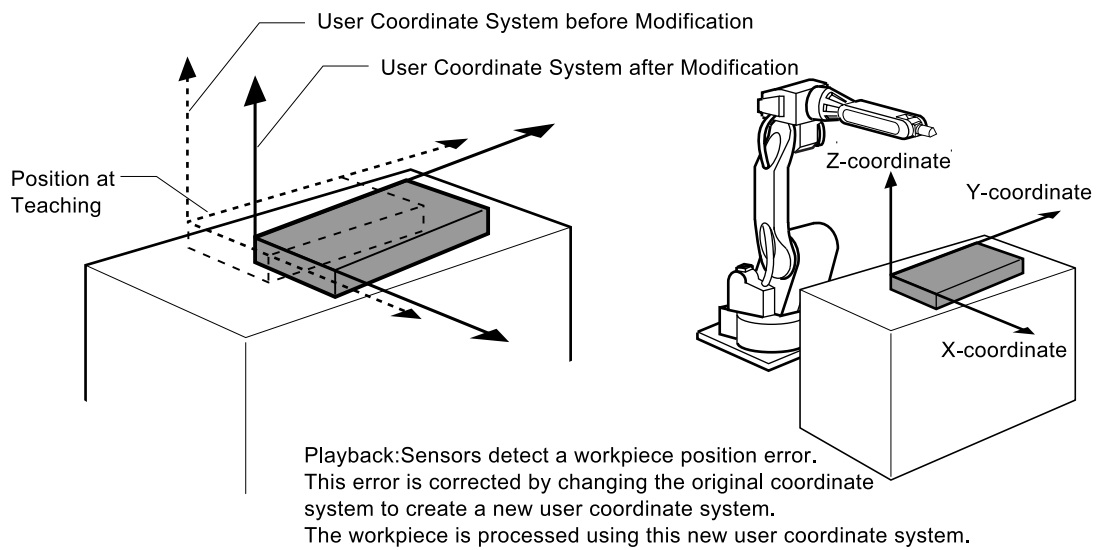 User Coordinate System before Modification
User Coordinate System after Modification
Position at
Teaching
Z-coordinate
Y-coordinate
X-coordinate
Playback:Sensors detect a workpiece position error.
This error is corrected by changing the original coordinate
system to create a new user coordinate system.
The workpiece is processed using this new user coordinate system.